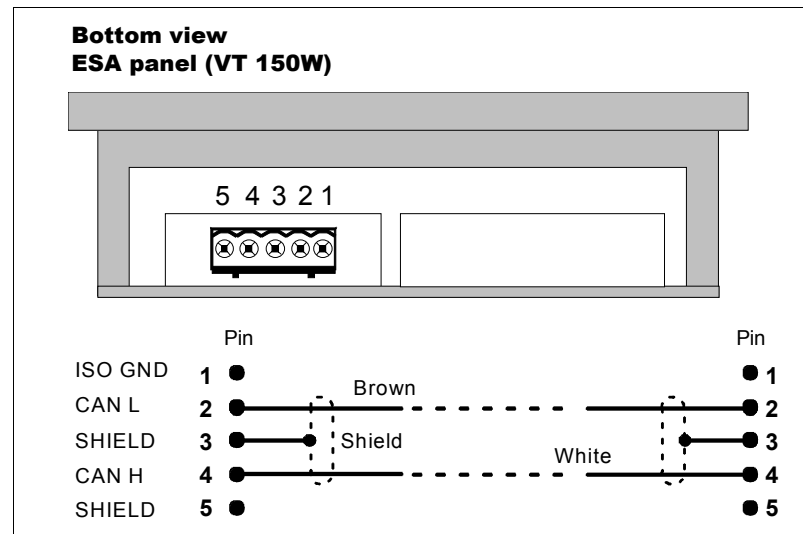 Bottom view
ESA panel (VT 150W)
5 4 3 2 1
Pin Pin
ISO GND 1 1
Brown
CAN L 2 2
SHIELD 3 Shield 3
White
CAN H 4 4
SHIELD 5 5